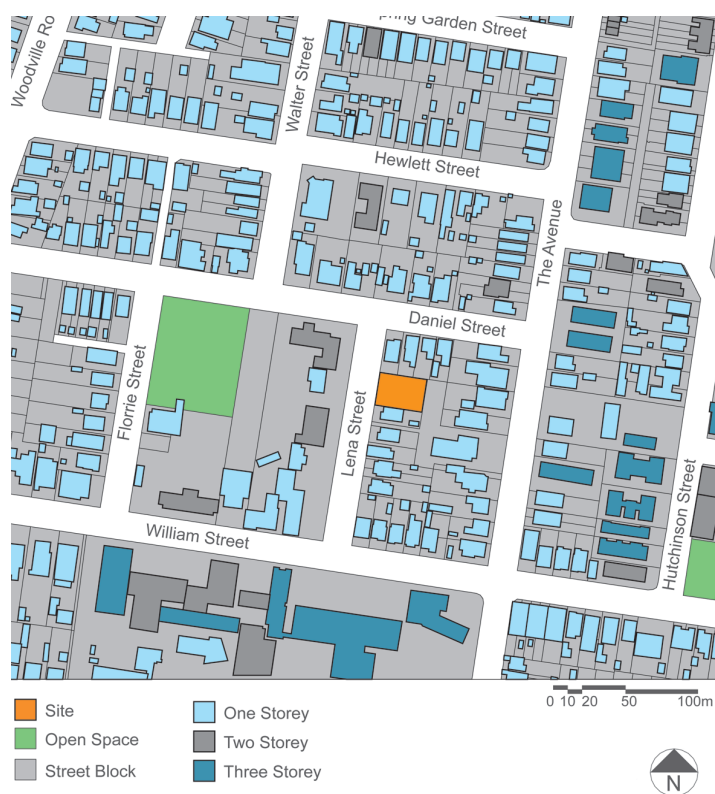 pring Garden Street
Woodville Ro
Walter Street
Hewlett Street
The Avenue
Daniel Street
Florrie Street
Lena Street
William Street
Hutchinson Street
0 10 20 50 100m
Site
Open Space
Street Block
One Storey
Two Storey
Three Storey
N